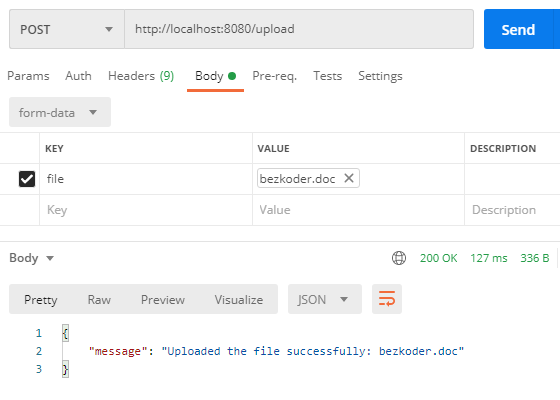 POST http://localhost:8080/upload Send
Params Auth Headers (9) Body Pre-req. Tests Settings
form-data
KEY VALUE DESCRIPTION
file bezkoder.doc
Key Value Description
Body 200 OK 127 ms 336 B
Pretty Raw Preview Visualize JSON
1 {
2 "message": "Uploaded the file successfully: bezkoder.doc"
3 }